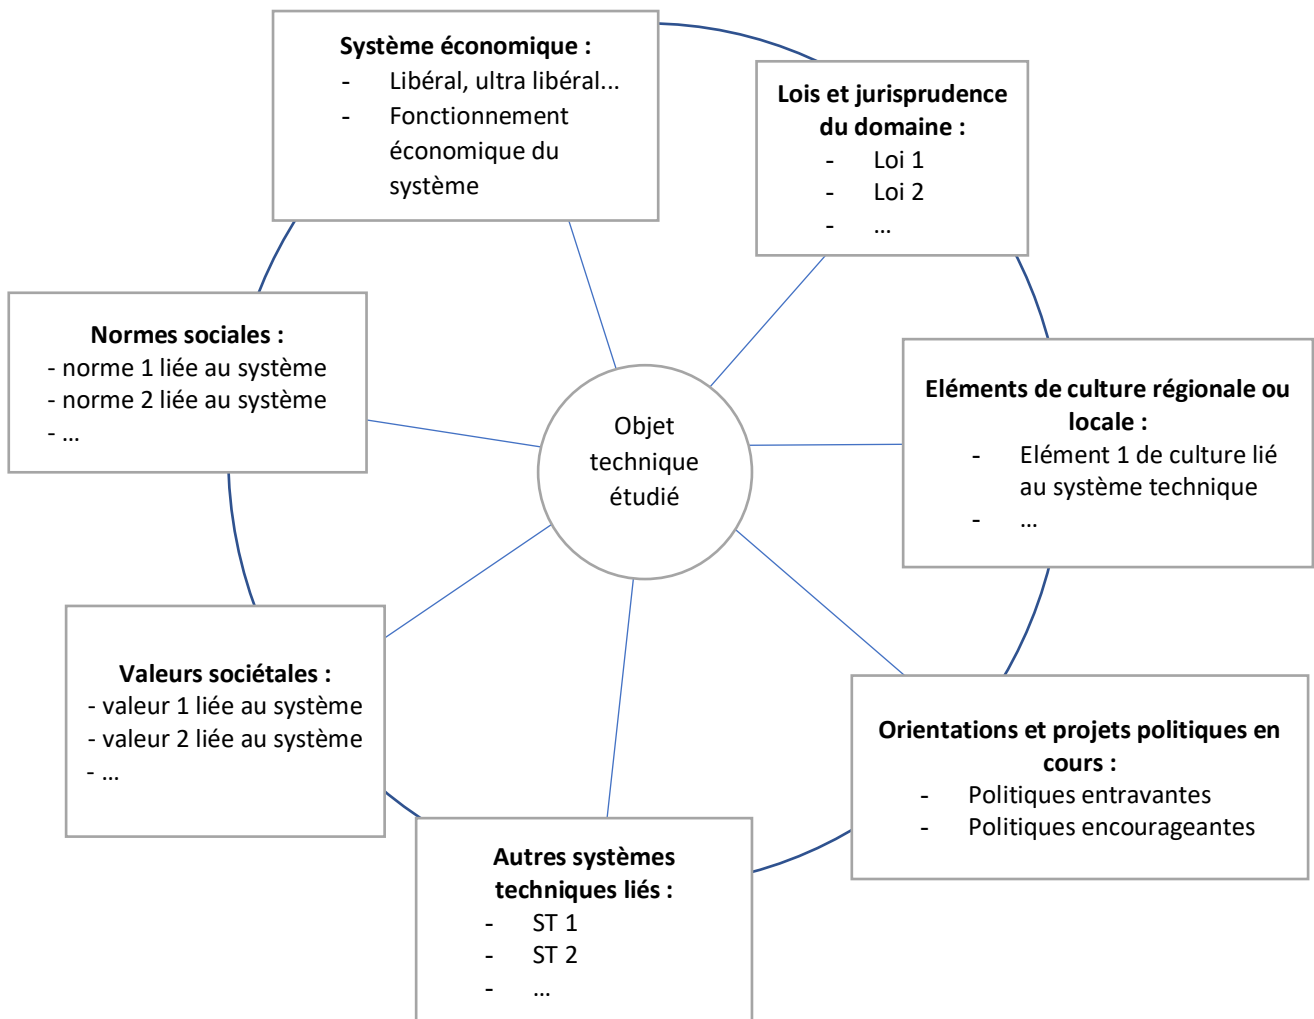 Système économique :
- Libéral, ultra libéral...
- Fonctionnement
économique du
système
Lois et jurisprudence
du domaine :
- Loi 1
- Loi 2
- ...
Normes sociales :
- norme 1 liée au système
- norme 2 liée au système
- ...
Objet
technique
étudié
Eléments de culture régionale ou
locale :
- Elément 1 de culture lié
au système technique
- ...
Valeurs sociétales :
- valeur 1 liée au système
- valeur 2 liée au système
- ...
Orientations et projets politiques en
cours :
- Politiques entravantes
- Politiques encourageantes
Autres systèmes
techniques liés :
- ST 1
- ST 2
- ...